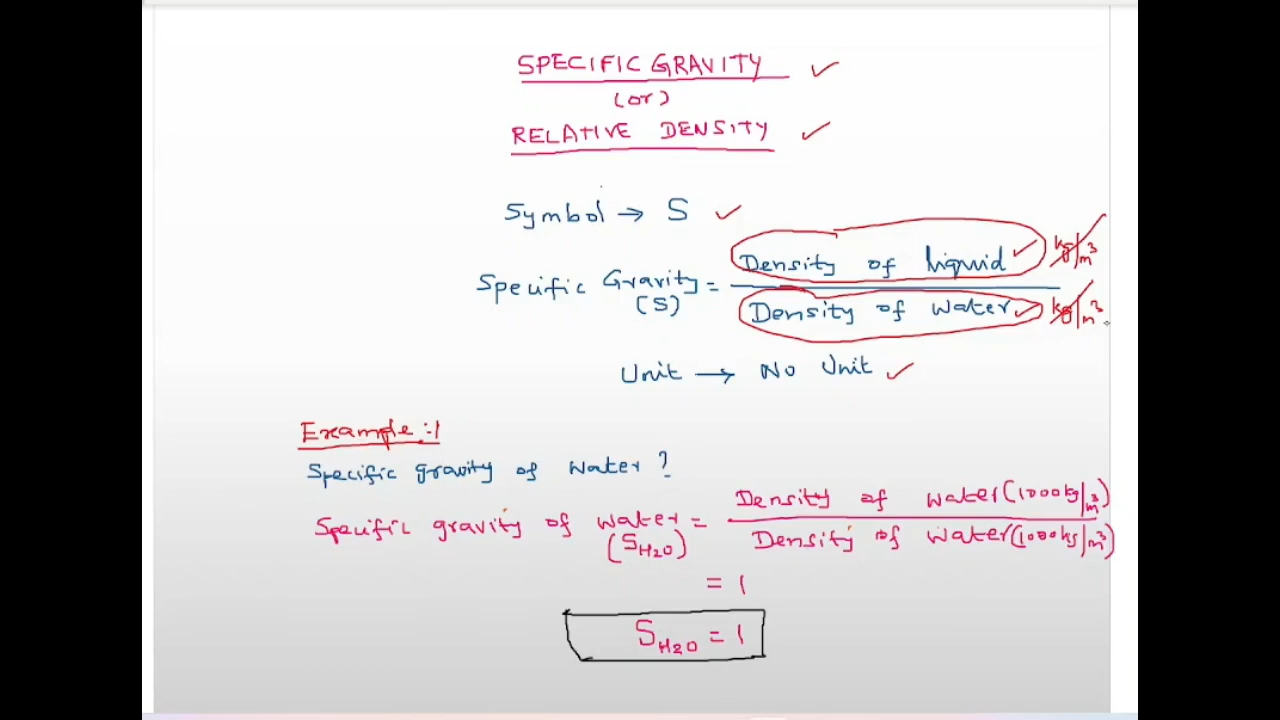 SPECIFIC GRAVITY
(or)
RELATIVE DENSITY
Symbol → S
Specific Gravity = Density of liquid kg/m³
(S) Density of water kg/m³
Unit → No Unit
Example:-1
Specific gravity of water?
Specific gravity of water = Density of water (1000kg/m³)
(S_H2O) Density of water (1000kg/m³)
= 1
S_H2O = 1